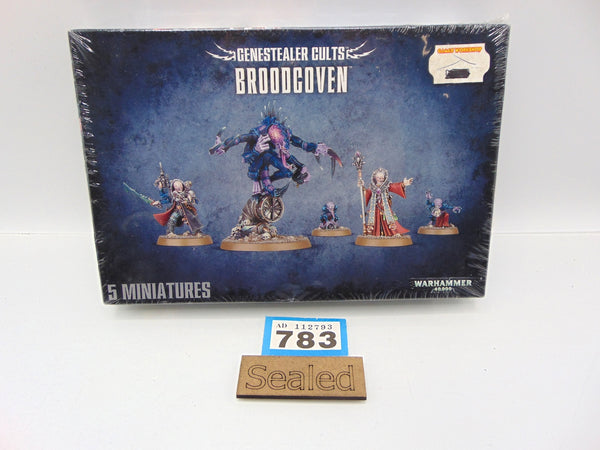 GENESTEALER CULTS
BROODCOVEN
5 MINIATURES
WARHAMMER
40,000
AD 112793
783
Sealed